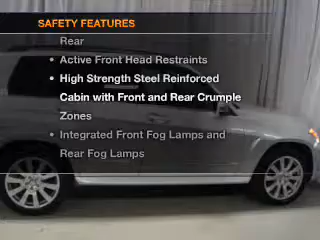 SAFETY FEATURES
Rear
• Active Front Head Restraints
• High Strength Steel Reinforced
Cabin with Front and Rear Crumple
Zones
• Integrated Front Fog Lamps and
Rear Fog Lamps